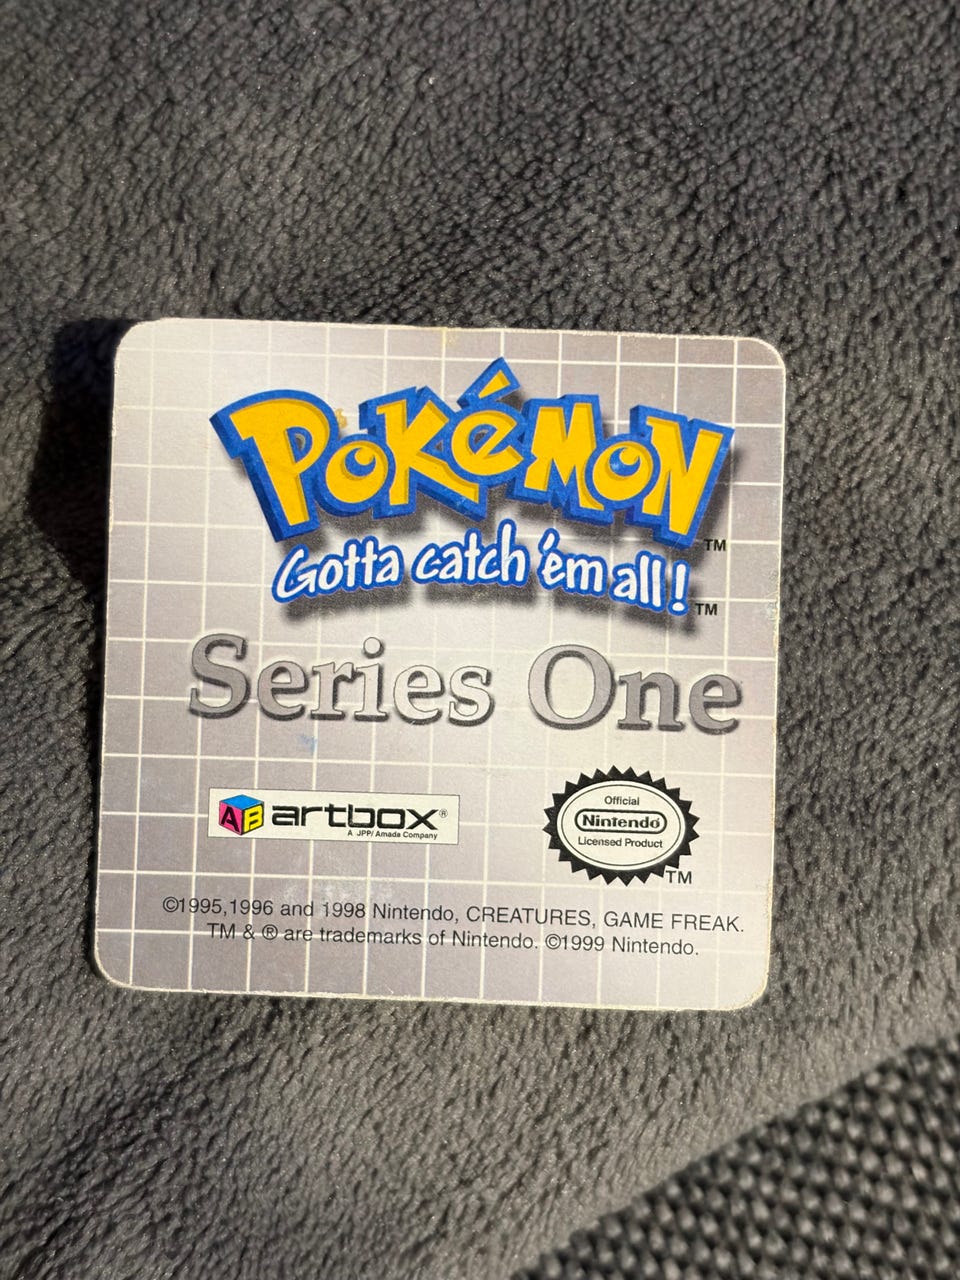 POKéMON
TM
Gotta catch 'em all!
TM
Series One
AB artbox®
A JPP/ Amada Company
Official
Nintendo®
Licensed Product
TM
©1995,1996 and 1998 Nintendo, CREATURES, GAME FREAK.
TM & ® are trademarks of Nintendo. ©1999 Nintendo.